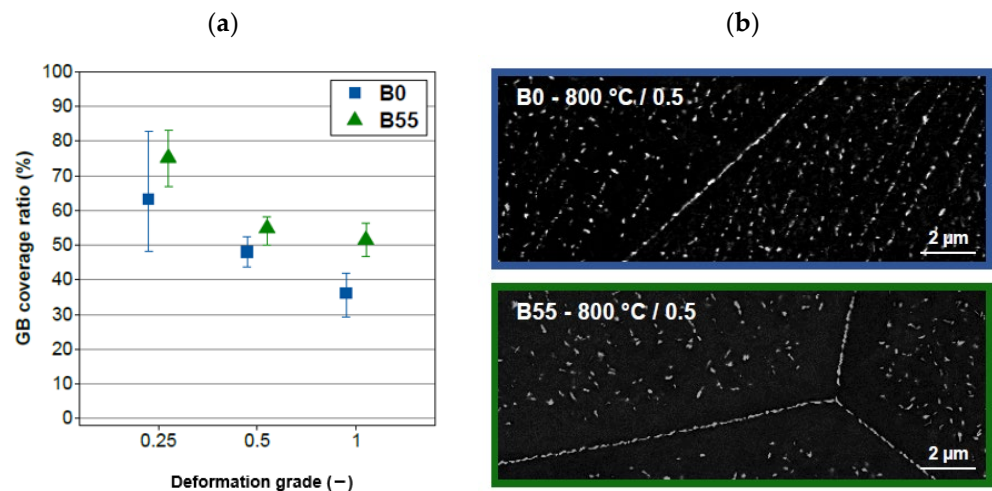 (a)
(b)
GB coverage ratio (%)
100
90
80
70
60
50
40
30
20
10
0
B0
B55
0.25
0.5
1
Deformation grade (−)
B0 - 800 °C / 0.5
2 µm
B55 - 800 °C / 0.5
2 µm